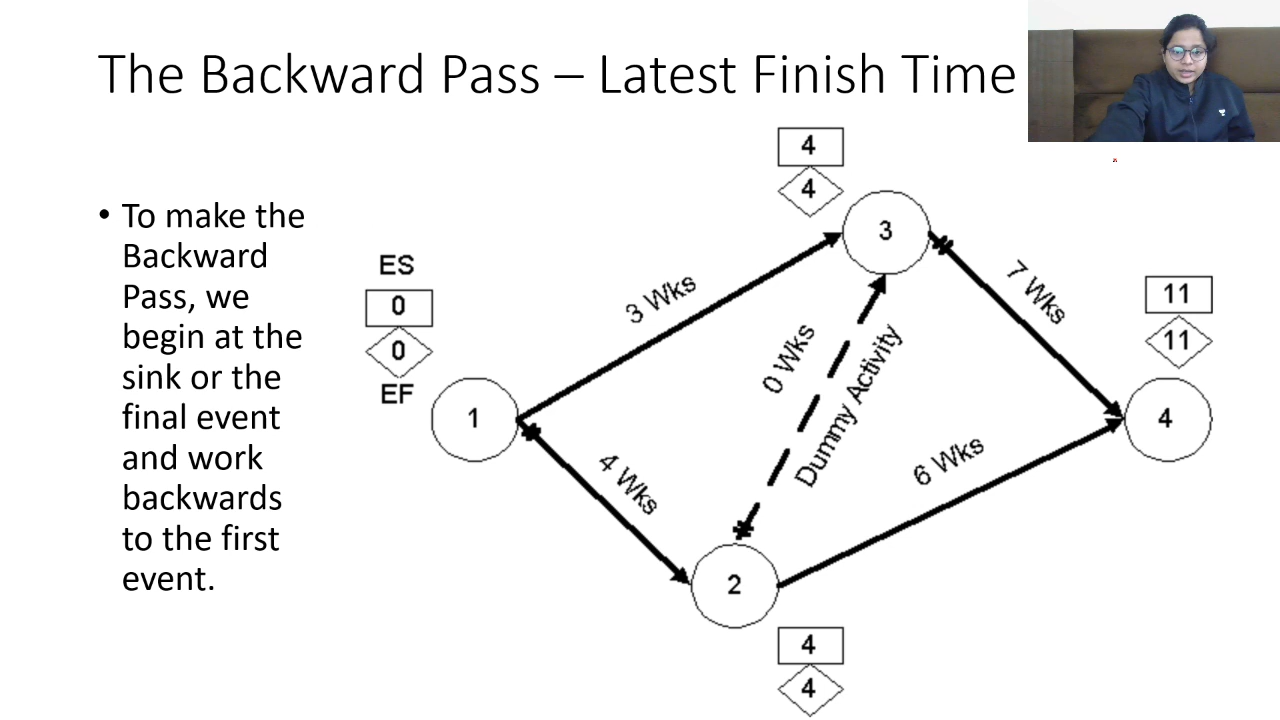 The Backward Pass – Latest Finish Time
• To make the
Backward
Pass, we
begin at the
sink or the
final event
and work
backwards
to the first
event.
ES
0
0
EF
1
3 Wks
4 Wks
4
4
3
0 Wks
Dummy Activity
2
4
4
7 Wks
6 Wks
11
11
4